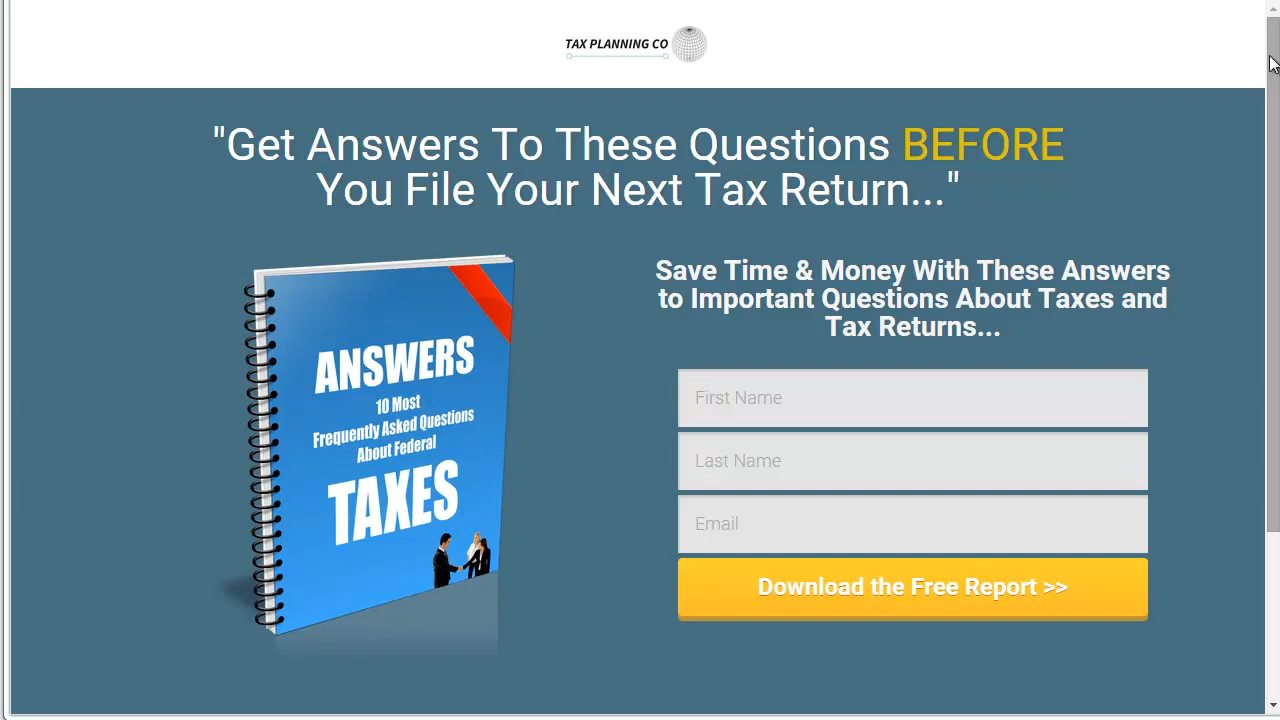 TAX PLANNING CO
"Get Answers To These Questions BEFORE
You File Your Next Tax Return..."
ANSWERS
10 Most
Frequently Asked Questions
About Federal
TAXES
Save Time & Money With These Answers
to Important Questions About Taxes and
Tax Returns...
First Name
Last Name
Email
Download the Free Report >>